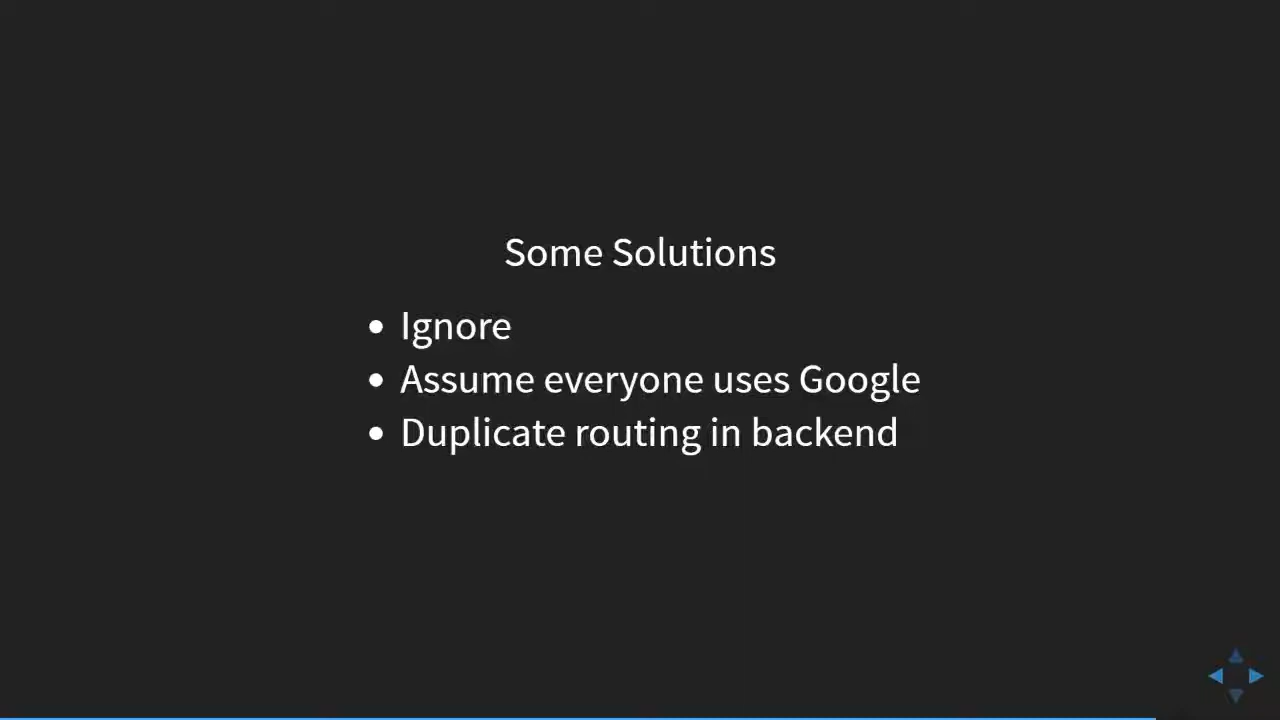 Some Solutions
Ignore
Assume everyone uses Google
Duplicate routing in backend